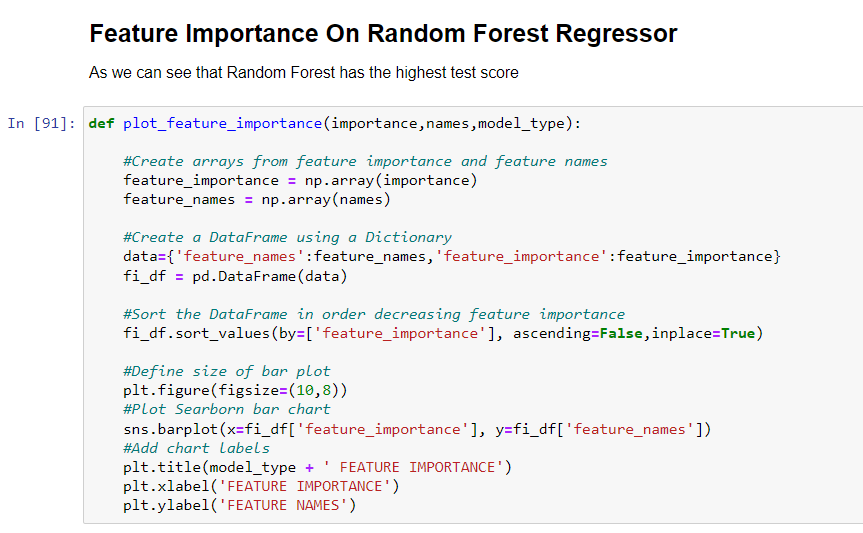 Feature Importance On Random Forest Regressor
As we can see that Random Forest has the highest test score
In [91]: def plot_feature_importance(importance,names,model_type):
#Create arrays from feature importance and feature names
feature_importance = np.array(importance)
feature_names = np.array(names)
#Create a DataFrame using a Dictionary
data={'feature_names':feature_names,'feature_importance':feature_importance}
fi_df = pd.DataFrame(data)
#Sort the DataFrame in order decreasing feature importance
fi_df.sort_values(by=['feature_importance'], ascending=False,inplace=True)
#Define size of bar plot
plt.figure(figsize=(10,8))
#Plot Searborn bar chart
sns.barplot(x=fi_df['feature_importance'], y=fi_df['feature_names'])
#Add chart labels
plt.title(model_type + ' FEATURE IMPORTANCE')
plt.xlabel('FEATURE IMPORTANCE')
plt.ylabel('FEATURE NAMES')